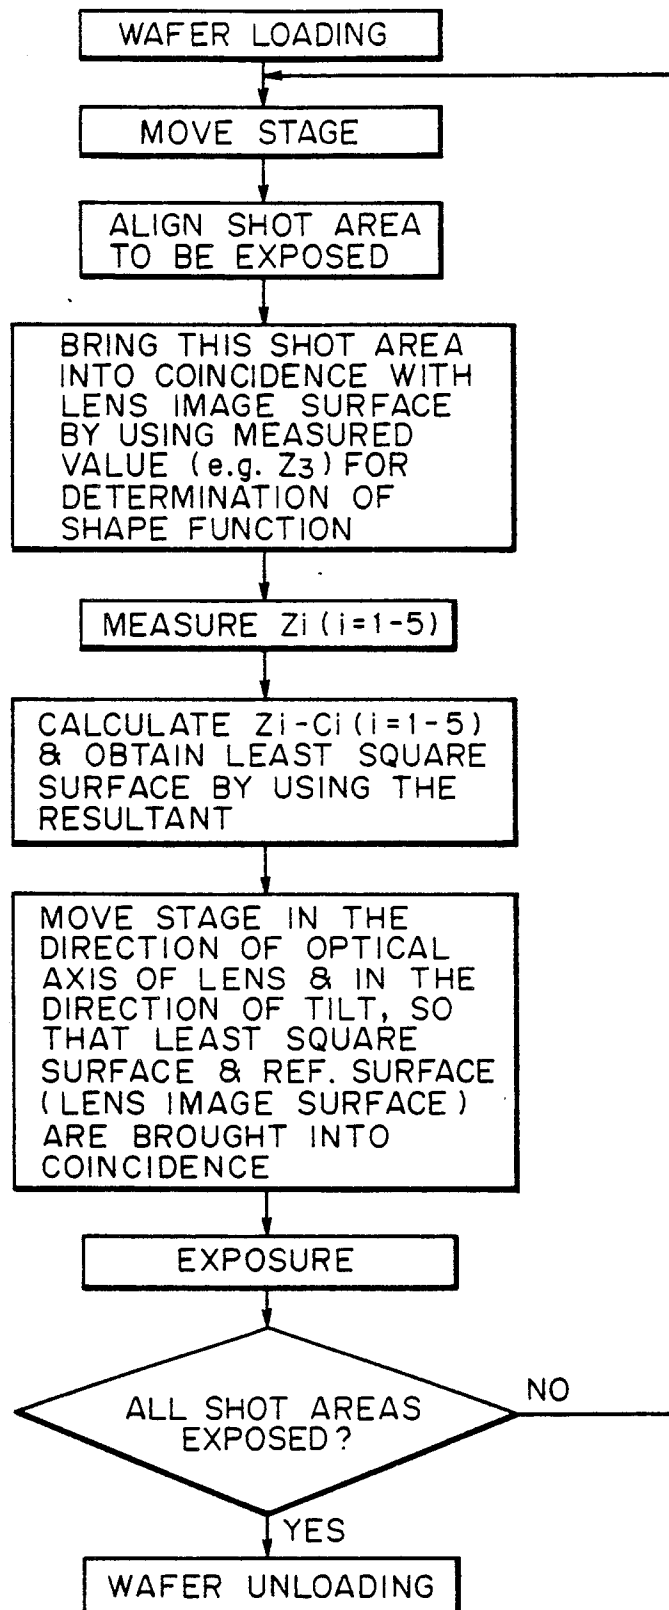 WAFER LOADING
MOVE STAGE
ALIGN SHOT AREA
TO BE EXPOSED
BRING THIS SHOT AREA
INTO COINCIDENCE WITH
LENS IMAGE SURFACE
BY USING MEASURED
VALUE (e.g. Z3) FOR
DETERMINATION OF
SHAPE FUNCTION
MEASURE Zi (i=1-5)
CALCULATE Zi-Ci (i=1-5)
& OBTAIN LEAST SQUARE
SURFACE BY USING THE
RESULTANT
MOVE STAGE IN THE
DIRECTION OF OPTICAL
AXIS OF LENS & IN THE
DIRECTION OF TILT, SO
THAT LEAST SQUARE
SURFACE & REF. SURFACE
(LENS IMAGE SURFACE)
ARE BROUGHT INTO
COINCIDENCE
EXPOSURE
ALL SHOT AREAS
EXPOSED?
NO
YES
WAFER UNLOADING